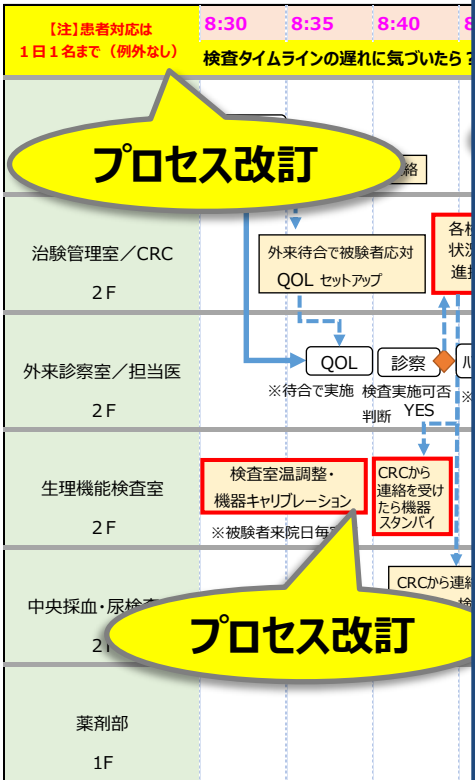 【注】患者対応は
1日1名まで（例外なし）
8:30
8:35
8:40
検査タイムラインの遅れに気づいたら？
プロセス改訂
絡
治験管理室／CRC
2F
外来待合で被験者応対
QOL セットアップ
状況
進捗
外来診察室／担当医
2F
QOL
診察
※待合で実施
検査実施可否
判断 YES
生理機能検査室
2F
検査室温調整・
機器キャリブレーション
※被験者来院日毎
CRCから
連絡を受け
たら機器
スタンバイ
中央採血・尿検査
CRCから連絡
プロセス改訂
薬剤部
1F